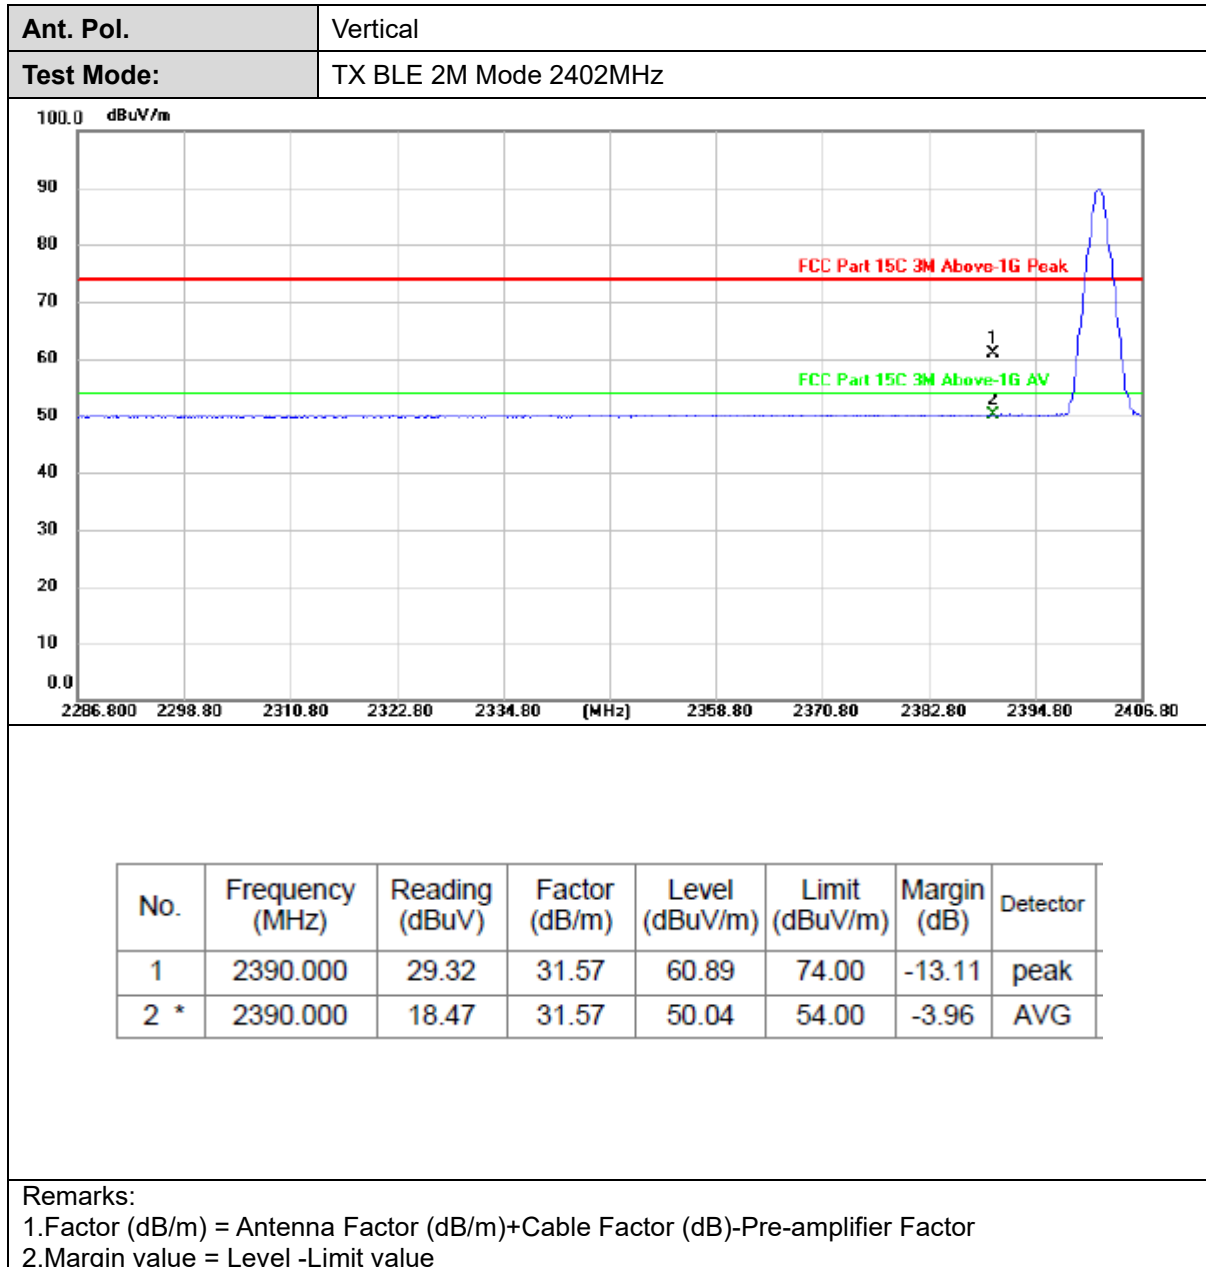 Ant. Pol. Vertical
Test Mode: TX BLE 2M Mode 2402MHz
100.0 dBuV/m
90
80
FCC Part 15C 3M Above-1G Peak
70
1
60
FCC Part 15C 3M Above-1G AV
2
50
40
30
20
10
0.0
2286.800 2298.80 2310.80 2322.80 2334.80 (MHz) 2358.80 2370.80 2382.80 2394.80 2406.80
No. Frequency (MHz) Reading (dBuV) Factor (dB/m) Level (dBuV/m) Limit (dBuV/m) Margin (dB) Detector
1 2390.000 29.32 31.57 60.89 74.00 -13.11 peak
2 * 2390.000 18.47 31.57 50.04 54.00 -3.96 AVG
Remarks:
1.Factor (dB/m) = Antenna Factor (dB/m)+Cable Factor (dB)-Pre-amplifier Factor
2.Margin value = Level -Limit value